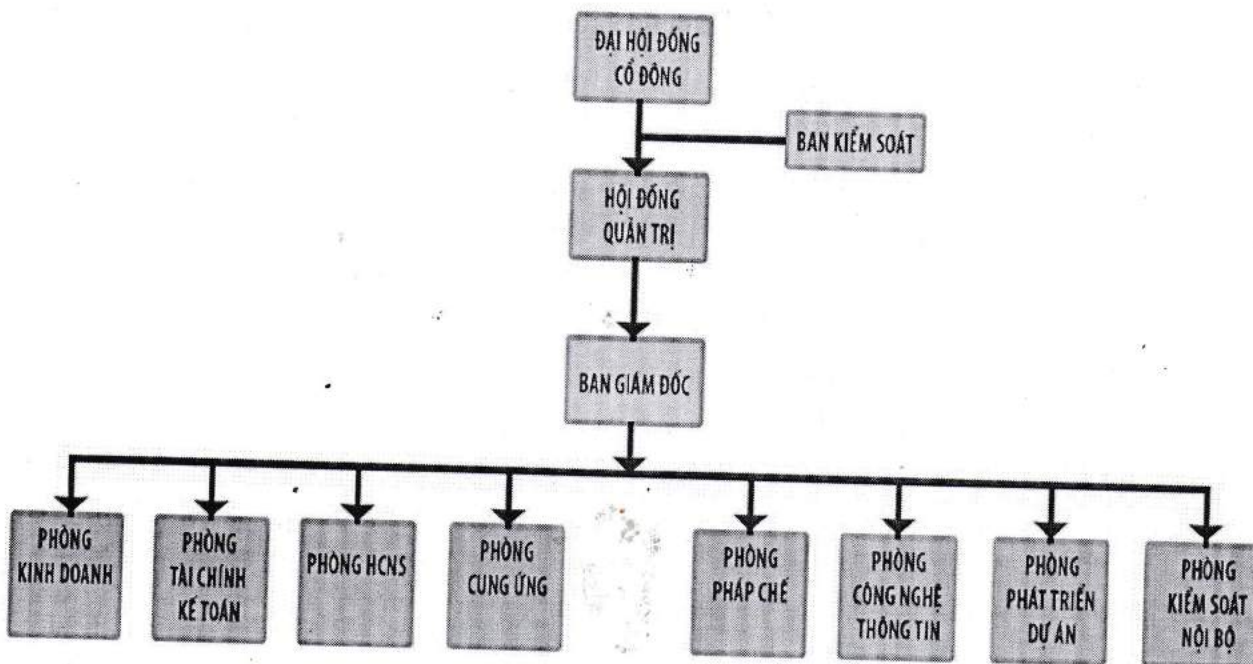 ĐẠI HỘI ĐỒNG
CỔ ĐÔNG
BAN KIỂM SOÁT
HỘI ĐỒNG
QUẢN TRỊ
BAN GIÁM ĐỐC
PHÒNG
KINH DOANH
PHÒNG
TÀI CHÍNH
KẾ TOÁN
PHÒNG HCNS
PHÒNG
CUNG ỨNG
PHÒNG
PHÁP CHẾ
PHÒNG
CÔNG NGHỆ
THÔNG TIN
PHÒNG
PHÁT TRIỂN
DỰ ÁN
PHÒNG
KIỂM SOÁT
NỘI BỘ